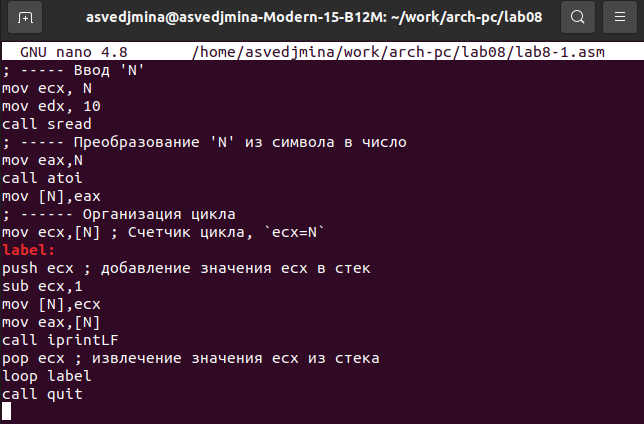 asvedjmina@asvedjmina-Modern-15-B12M: ~/work/arch-pc/lab08
GNU nano 4.8 /home/asvedjmina/work/arch-pc/lab08/lab8-1.asm
; ----- Ввод 'N'
mov ecx, N
mov edx, 10
call sread
; ----- Преобразование 'N' из символа в число
mov eax,N
call atoi
mov [N],eax
; ------ Организация цикла
mov ecx,[N] ; Счетчик цикла, `ecx=N`
label:
push ecx ; добавление значения ecx в стек
sub ecx,1
mov [N],ecx
mov eax,[N]
call iprintLF
pop ecx ; извлечение значения ecx из стека
loop label
call quit